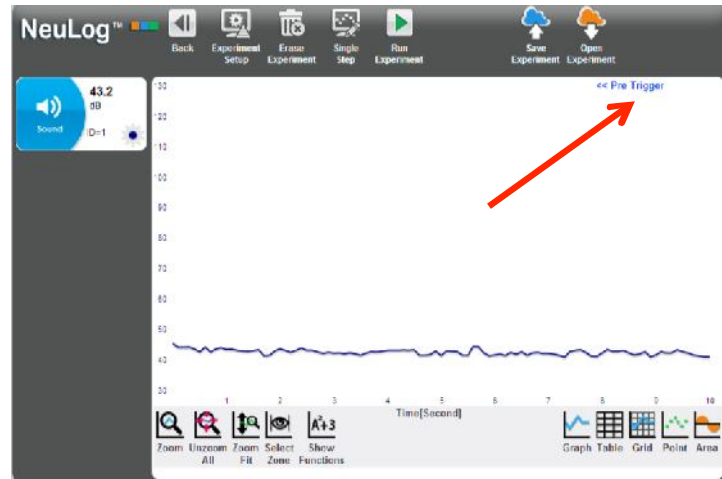 NeuLog™
Back
Experiment Setup
Erase Experiment
Single Step
Run Experiment
Save Experiment
Open Experiment
43.2
dB
Sound
ID=1
<< Pre Trigger
130
120
110
100
90
80
70
60
50
40
30
1 2 3 4 5 6 7 8 9 10
Time[Second]
Zoom
Unzoom All
Zoom Fit
Select Zone
A²+3
Show Functions
Graph
Table
Grid
Point
Area